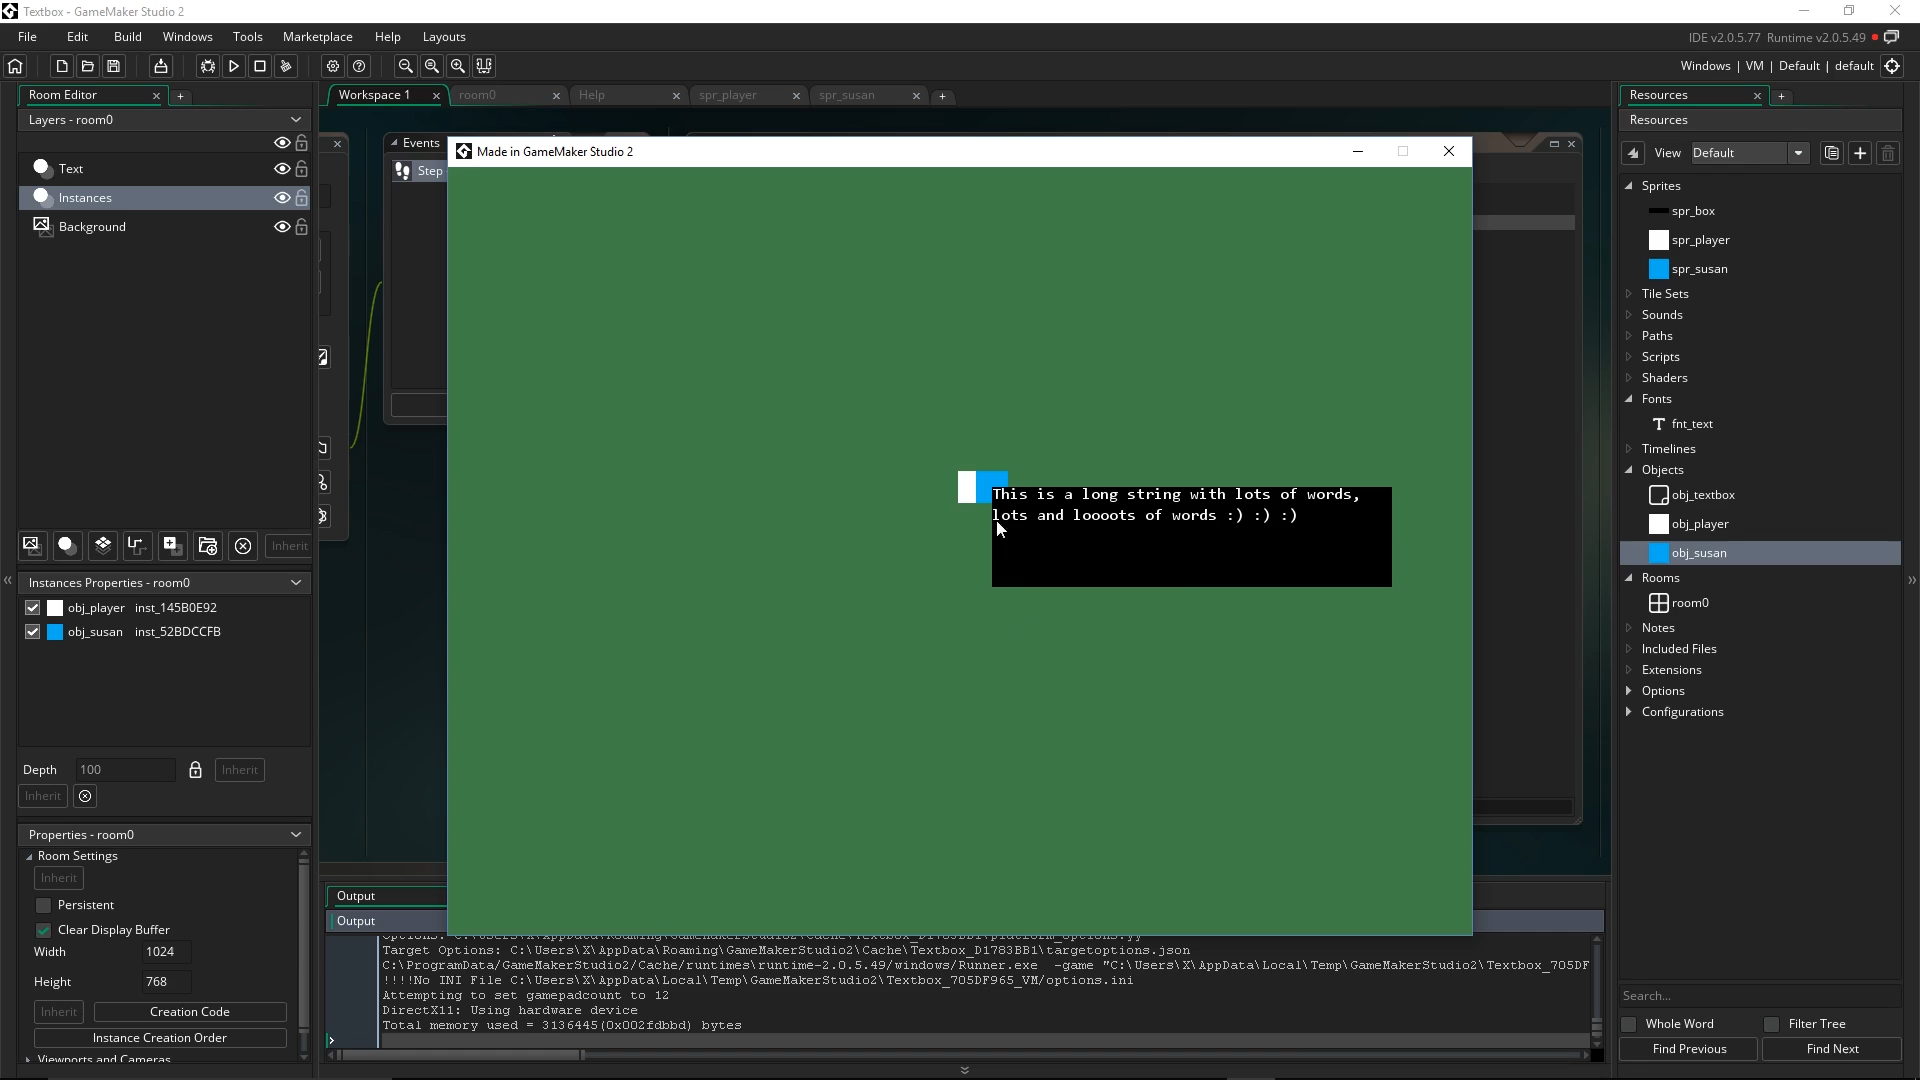 Textbox - GameMaker Studio 2
File Edit Build Windows Tools Marketplace Help Layouts
IDE v2.0.5.77 Runtime v2.0.5.49
Windows | VM | Default | default
Room Editor
Layers - room0
Text
Instances
Background
Inherit
Instances Properties - room0
obj_player inst_145B0E92
obj_susan inst_52BDCCFB
Depth 100 Inherit
Inherit
Properties - room0
Room Settings
Inherit
Persistent
Clear Display Buffer
Width 1024
Height 768
Inherit Creation Code
Instance Creation Order
Viewports and Cameras
Workspace 1 room0 Help spr_player spr_susan
Events
Step
Made in GameMaker Studio 2
This is a long string with lots of words,
lots and loooots of words :) :) :)
Output
Output
Target Options: C:\Users\X\AppData\Roaming\GameMakerStudio2\Cache\Textbox_D1783BB1\targetoptions.json
C:\ProgramData/GameMakerStudio2/Cache/runtimes\runtime-2.0.5.49/windows/Runner.exe -game "C:\Users\X\AppData\Local\Temp\GameMakerStudio2\Textbox_705DF
!!!!No INI File C:\Users\X\AppData\Local\Temp\GameMakerStudio2\Textbox_705DF965_VM/options.ini
Attempting to set gamepadcount to 12
DirectX11: Using hardware device
Total memory used = 3136445(0x002fdbbd) bytes
Resources
Resources
View Default
Sprites
spr_box
spr_player
spr_susan
Tile Sets
Sounds
Paths
Scripts
Shaders
Fonts
fnt_text
Timelines
Objects
obj_textbox
obj_player
obj_susan
Rooms
room0
Notes
Included Files
Extensions
Options
Configurations
Search...
Whole Word Filter Tree
Find Previous Find Next